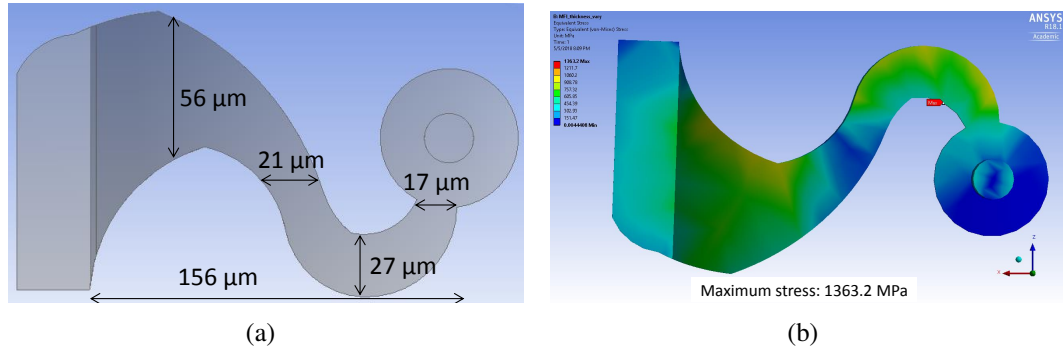 56 µm
21 µm
17 µm
27 µm
156 µm
(a)
B: MFI_thickness_vary
Equivalent Stress
Type: Equivalent (von-Mises) Stress
Unit: MPa
Time: 1
1363.2 Max
1211.7
1060.2
908.78
757.32
605.85
454.39
302.93
151.47
0.0044408 Min
ANSYS
R18.1
Academic
Max
Z
X
Maximum stress: 1363.2 MPa
(b)